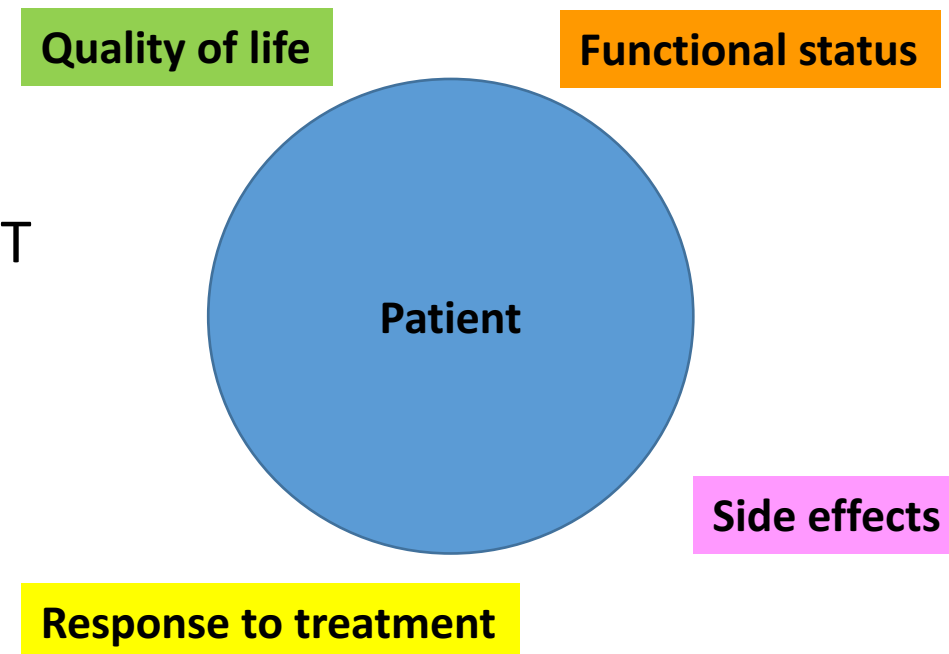 Quality of life
Functional status
T
Patient
Side effects
Response to treatment